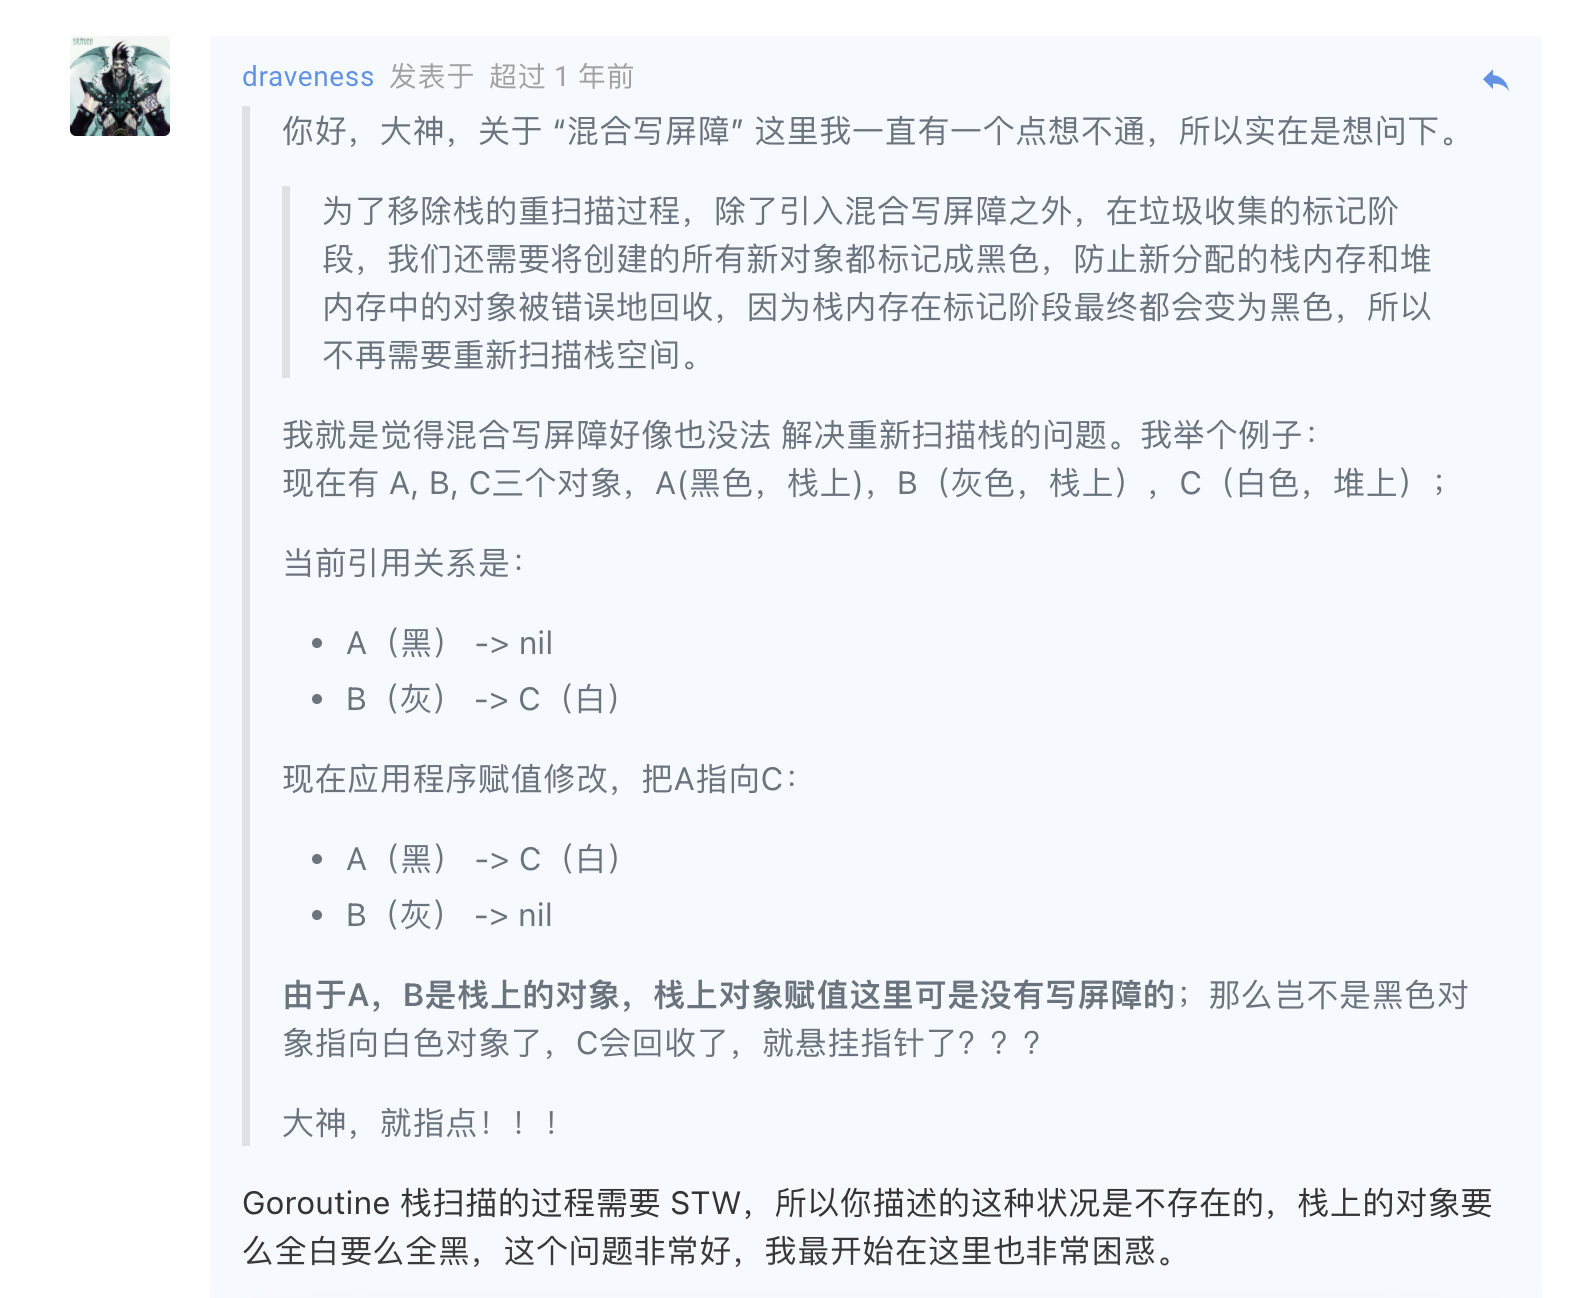 DRAVEN
draveness 发表于 超过 1 年前
你好，大神，关于 “混合写屏障” 这里我一直有一个点想不通，所以实在是想问下。
为了移除栈的重扫描过程，除了引入混合写屏障之外，在垃圾收集的标记阶
段，我们还需要将创建的所有新对象都标记成黑色，防止新分配的栈内存和堆
内存中的对象被错误地回收，因为栈内存在标记阶段最终都会变为黑色，所以
不再需要重新扫描栈空间。
我就是觉得混合写屏障好像也没法 解决重新扫描栈的问题。我举个例子：
现在有 A, B, C三个对象，A(黑色，栈上)，B（灰色，栈上），C（白色，堆上）；
当前引用关系是：
• A（黑） -> nil
• B（灰） -> C（白）
现在应用程序赋值修改，把A指向C：
• A（黑） -> C（白）
• B（灰） -> nil
由于A，B是栈上的对象，栈上对象赋值这里可是没有写屏障的；那么岂不是黑色对
象指向白色对象了，C会回收了，就悬挂指针了？？？
大神，就指点！！！
Goroutine 栈扫描的过程需要 STW，所以你描述的这种状况是不存在的，栈上的对象要
么全白要么全黑，这个问题非常好，我最开始在这里也非常困惑。